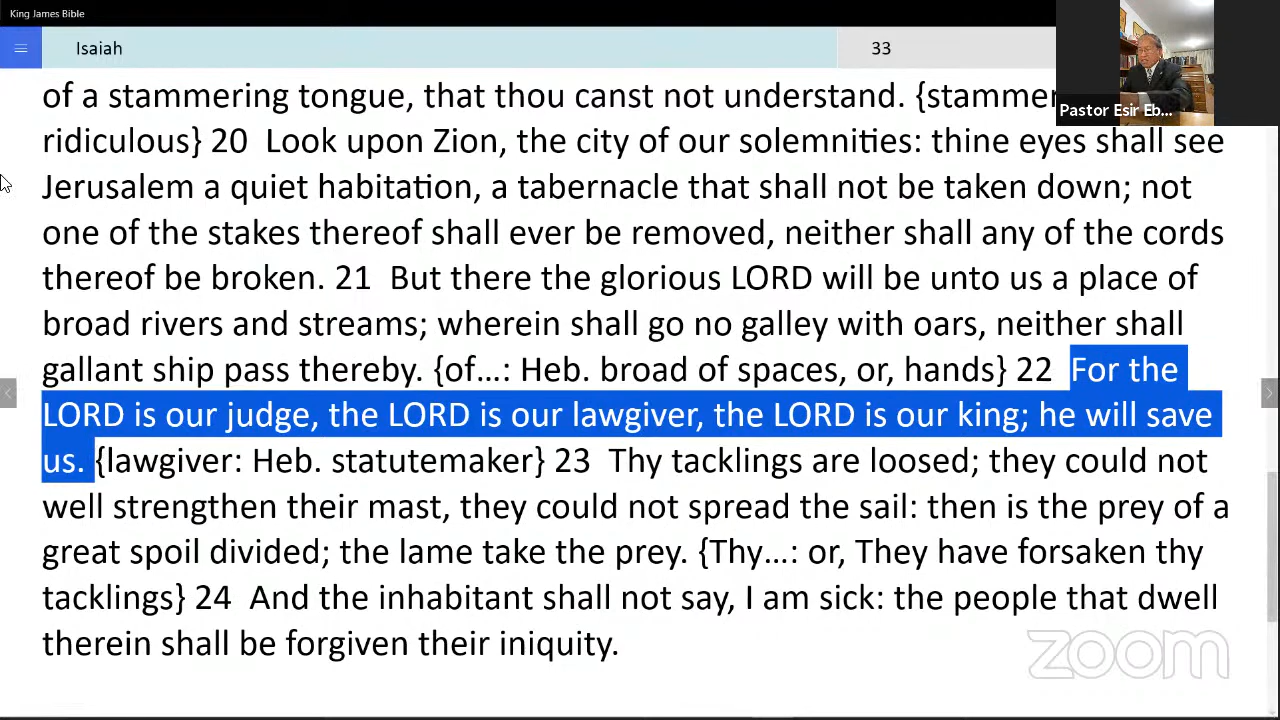 King James Bible
Isaiah
33
Pastor Esir Eb...
of a stammering tongue, that thou canst not understand. {stammer
ridiculous} 20 Look upon Zion, the city of our solemnities: thine eyes shall see
Jerusalem a quiet habitation, a tabernacle that shall not be taken down; not
one of the stakes thereof shall ever be removed, neither shall any of the cords
thereof be broken. 21 But there the glorious LORD will be unto us a place of
broad rivers and streams; wherein shall go no galley with oars, neither shall
gallant ship pass thereby. {of...: Heb. broad of spaces, or, hands} 22 For the
LORD is our judge, the LORD is our lawgiver, the LORD is our king; he will save
us. {lawgiver: Heb. statutemaker} 23 Thy tacklings are loosed; they could not
well strengthen their mast, they could not spread the sail: then is the prey of a
great spoil divided; the lame take the prey. {Thy...: or, They have forsaken thy
tacklings} 24 And the inhabitant shall not say, I am sick: the people that dwell
therein shall be forgiven their iniquity.
zoom